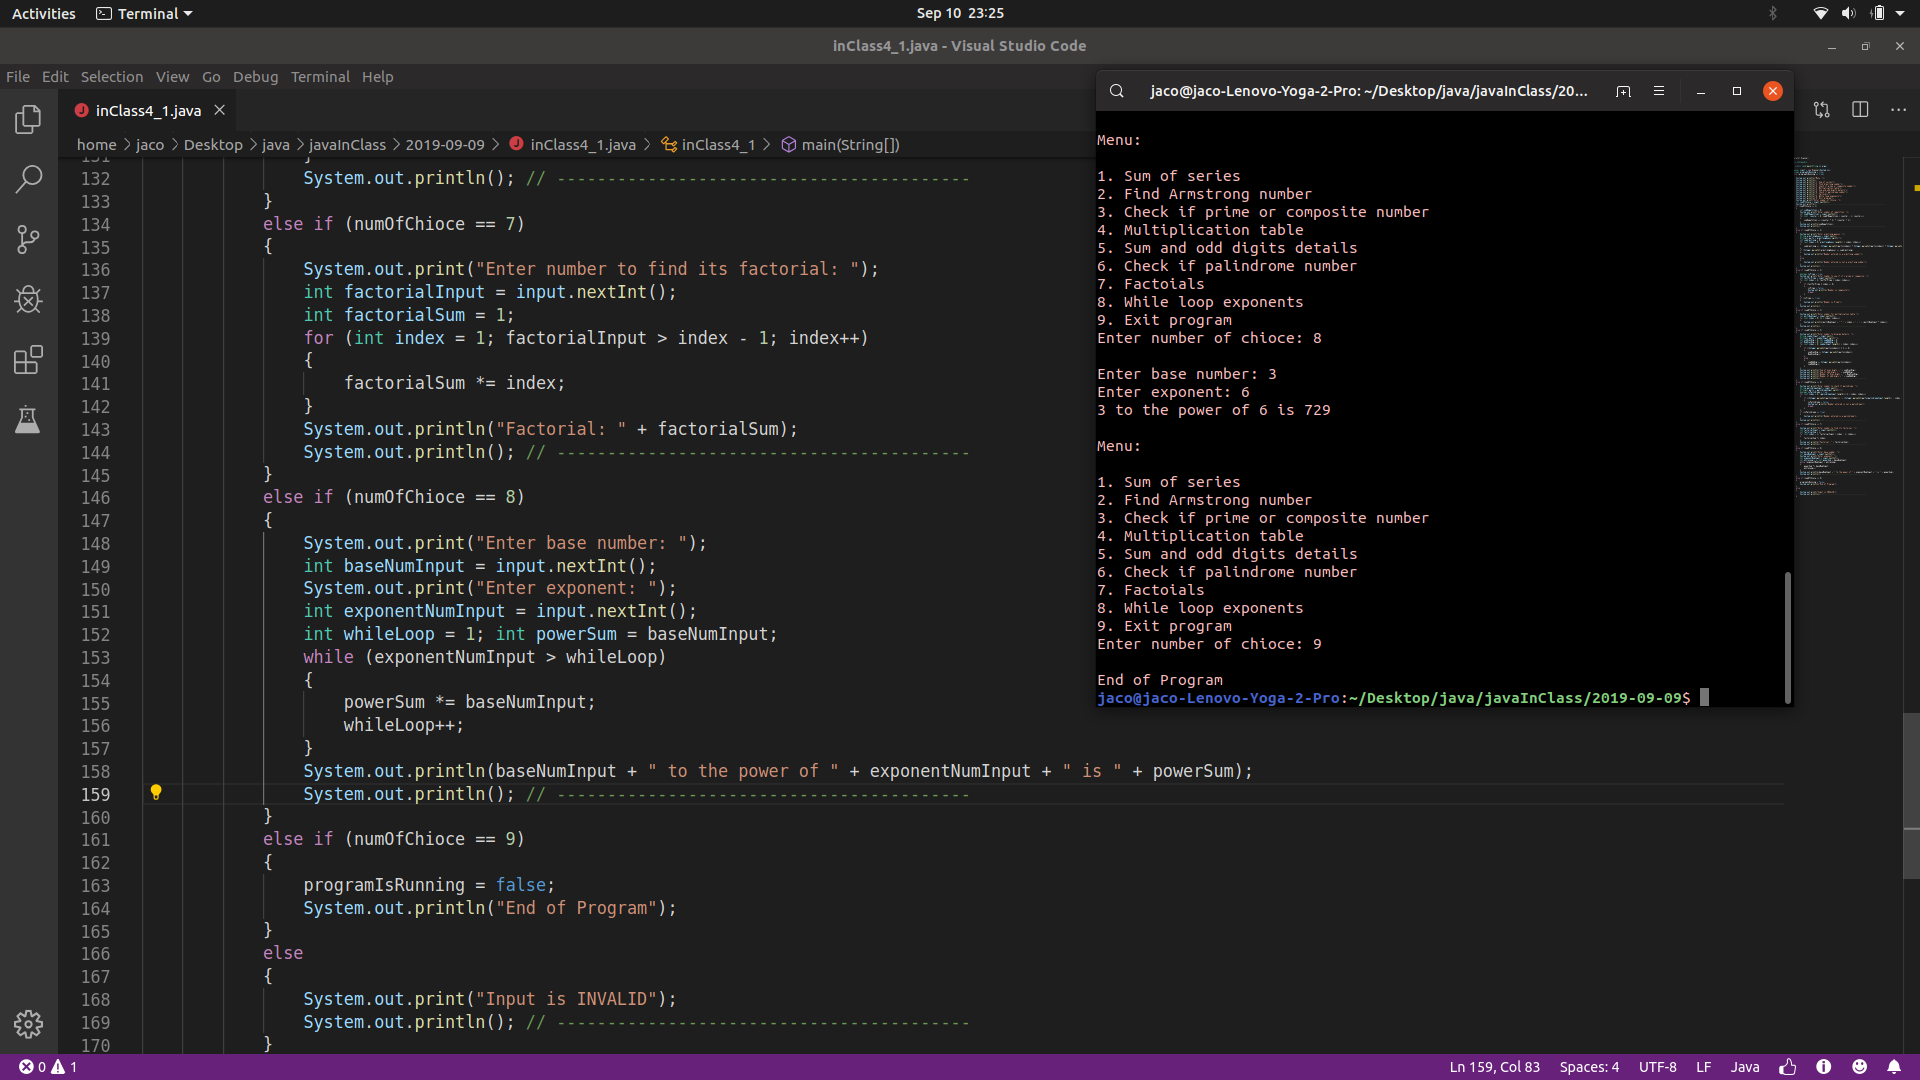 Activities Terminal Sep 10 23:25
inClass4_1.java - Visual Studio Code
File Edit Selection View Go Debug Terminal Help
inClass4_1.java
home jaco Desktop java javaInClass 2019-09-09 inClass4_1.java inClass4_1 main(String[])
131 }
132 System.out.println(); // -----------------------------------------
133 }
134 else if (numOfChioce == 7)
135 {
136 System.out.print("Enter number to find its factorial: ");
137 int factorialInput = input.nextInt();
138 int factorialSum = 1;
139 for (int index = 1; factorialInput > index - 1; index++)
140 {
141 factorialSum *= index;
142 }
143 System.out.println("Factorial: " + factorialSum);
144 System.out.println(); // -----------------------------------------
145 }
146 else if (numOfChioce == 8)
147 {
148 System.out.print("Enter base number: ");
149 int baseNumInput = input.nextInt();
150 System.out.print("Enter exponent: ");
151 int exponentNumInput = input.nextInt();
152 int whileLoop = 1; int powerSum = baseNumInput;
153 while (exponentNumInput > whileLoop)
154 {
155 powerSum *= baseNumInput;
156 whileLoop++;
157 }
158 System.out.println(baseNumInput + " to the power of " + exponentNumInput + " is " + powerSum);
159 System.out.println(); // -----------------------------------------
160 }
161 else if (numOfChioce == 9)
162 {
163 programIsRunning = false;
164 System.out.println("End of Program");
165 }
166 else
167 {
168 System.out.print("Input is INVALID");
169 System.out.println(); // -----------------------------------------
170 }
jaco@jaco-Lenovo-Yoga-2-Pro: ~/Desktop/java/javaInClass/20...
Menu:
1. Sum of series
2. Find Armstrong number
3. Check if prime or composite number
4. Multiplication table
5. Sum and odd digits details
6. Check if palindrome number
7. Factoials
8. While loop exponents
9. Exit program
Enter number of chioce: 8
Enter base number: 3
Enter exponent: 6
3 to the power of 6 is 729
Menu:
1. Sum of series
2. Find Armstrong number
3. Check if prime or composite number
4. Multiplication table
5. Sum and odd digits details
6. Check if palindrome number
7. Factoials
8. While loop exponents
9. Exit program
Enter number of chioce: 9
End of Program
jaco@jaco-Lenovo-Yoga-2-Pro:~/Desktop/java/javaInClass/2019-09-09$
0 1 Ln 159, Col 83 Spaces: 4 UTF-8 LF Java